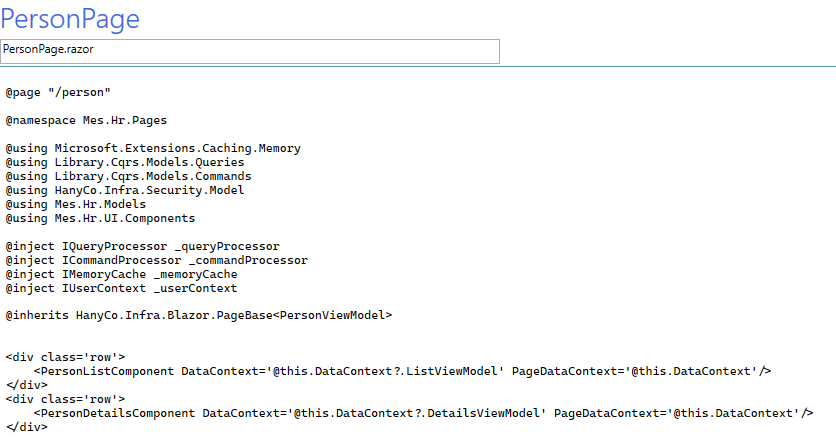 PersonPage
PersonPage.razor
@page "/person"
@namespace Mes.Hr.Pages
@using Microsoft.Extensions.Caching.Memory
@using Library.Cqrs.Models.Queries
@using Library.Cqrs.Models.Commands
@using HanyCo.Infra.Security.Model
@using Mes.Hr.Models
@using Mes.Hr.UI.Components
@inject IQueryProcessor _queryProcessor
@inject ICommandProcessor _commandProcessor
@inject IMemoryCache _memoryCache
@inject IUserContext _userContext
@inherits HanyCo.Infra.Blazor.PageBase<PersonViewModel>
<div class='row'>
    <PersonListComponent DataContext='@this.DataContext?.ListViewModel' PageDataContext='@this.DataContext'/>
</div>
<div class='row'>
    <PersonDetailsComponent DataContext='@this.DataContext?.DetailsViewModel' PageDataContext='@this.DataContext'/>
</div>